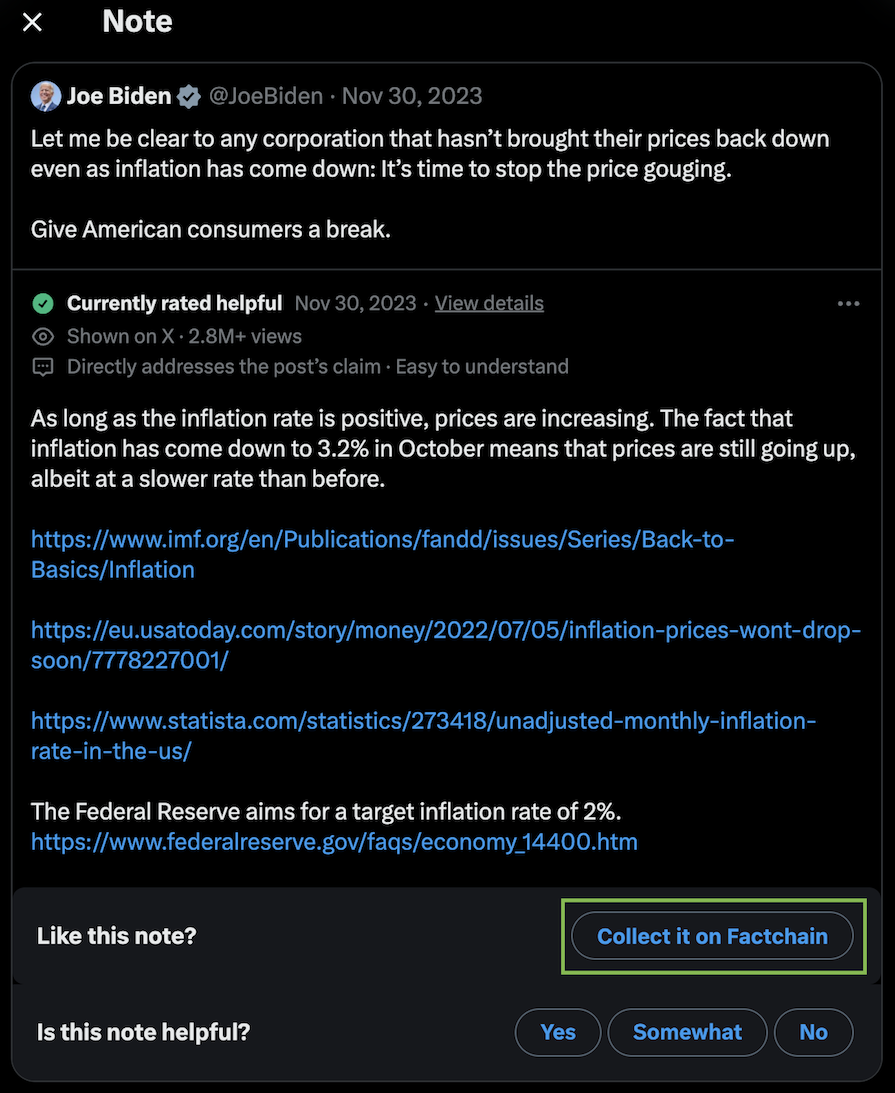 Note
Joe Biden @JoeBiden · Nov 30, 2023
Let me be clear to any corporation that hasn’t brought their prices back down
even as inflation has come down: It’s time to stop the price gouging.
Give American consumers a break.
Currently rated helpful Nov 30, 2023 · View details
Shown on X · 2.8M+ views
Directly addresses the post’s claim · Easy to understand
As long as the inflation rate is positive, prices are increasing. The fact that
inflation has come down to 3.2% in October means that prices are still going up,
albeit at a slower rate than before.
https://www.imf.org/en/Publications/fandd/issues/Series/Back-to-
Basics/Inflation
https://eu.usatoday.com/story/money/2022/07/05/inflation-prices-wont-drop-
soon/7778227001/
https://www.statista.com/statistics/273418/unadjusted-monthly-inflation-
rate-in-the-us/
The Federal Reserve aims for a target inflation rate of 2%.
https://www.federalreserve.gov/faqs/economy_14400.htm
Like this note? Collect it on Factchain
Is this note helpful? Yes Somewhat No